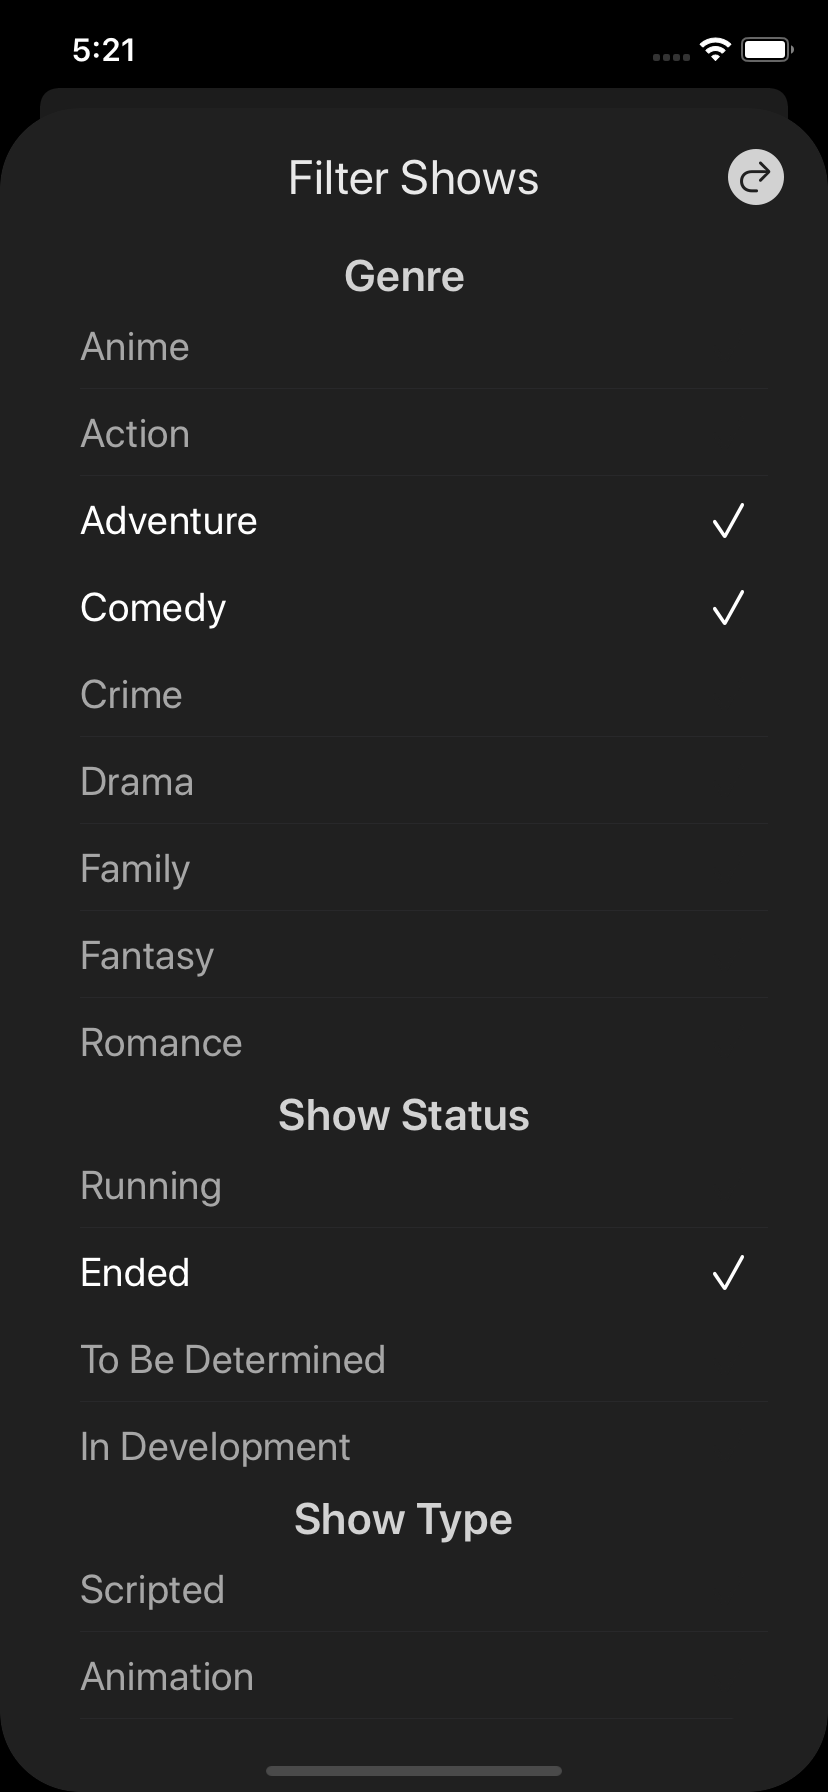 5:21
Filter Shows
Genre
Anime
Action
Adventure
Comedy
Crime
Drama
Family
Fantasy
Romance
Show Status
Running
Ended
To Be Determined
In Development
Show Type
Scripted
Animation